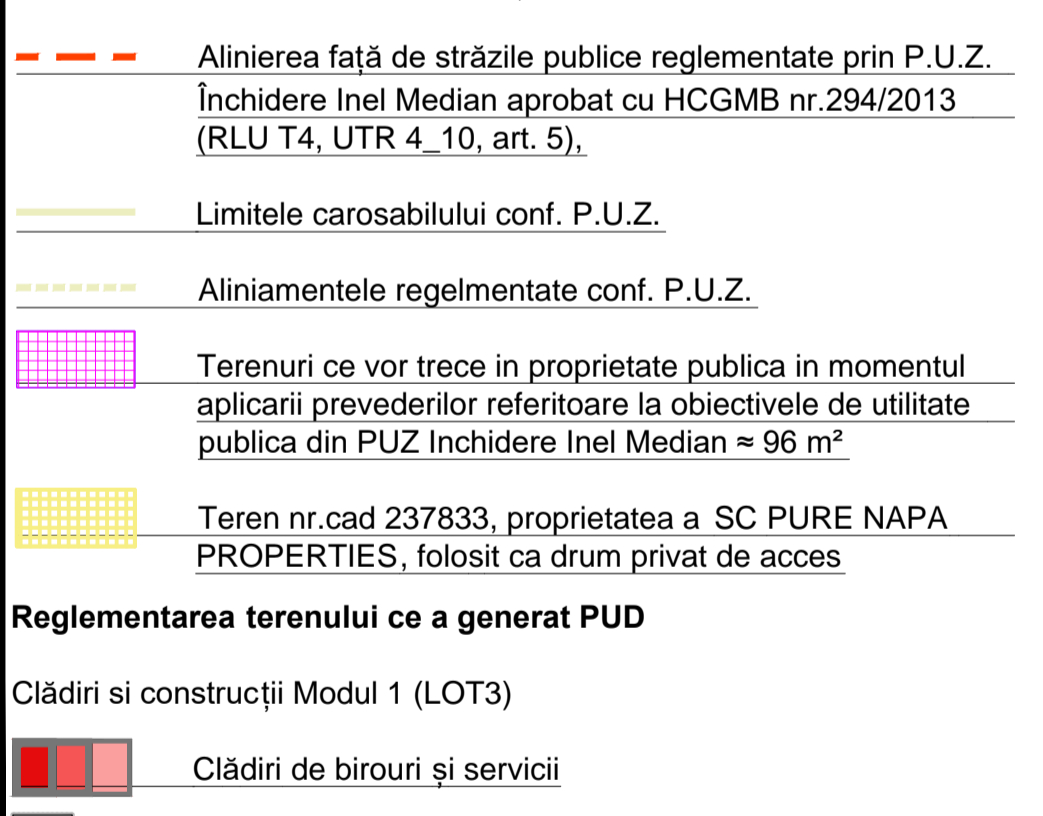 Alinierea față de străzile publice reglementate prin P.U.Z.
Închidere Inel Median aprobat cu HCGMB nr.294/2013
(RLU T4, UTR 4_10, art. 5),
Limitele carosabilului conf. P.U.Z.
Aliniamentele regelmentate conf. P.U.Z.
Terenuri ce vor trece in proprietate publica in momentul
aplicarii prevederilor referitoare la obiectivele de utilitate
publica din PUZ Inchidere Inel Median ≈ 96 m²
Teren nr.cad 237833, proprietatea a SC PURE NAPA
PROPERTIES, folosit ca drum privat de acces
Reglementarea terenului ce a generat PUD
Clădiri si construcții Modul 1 (LOT3)
Clădiri de birouri și servicii